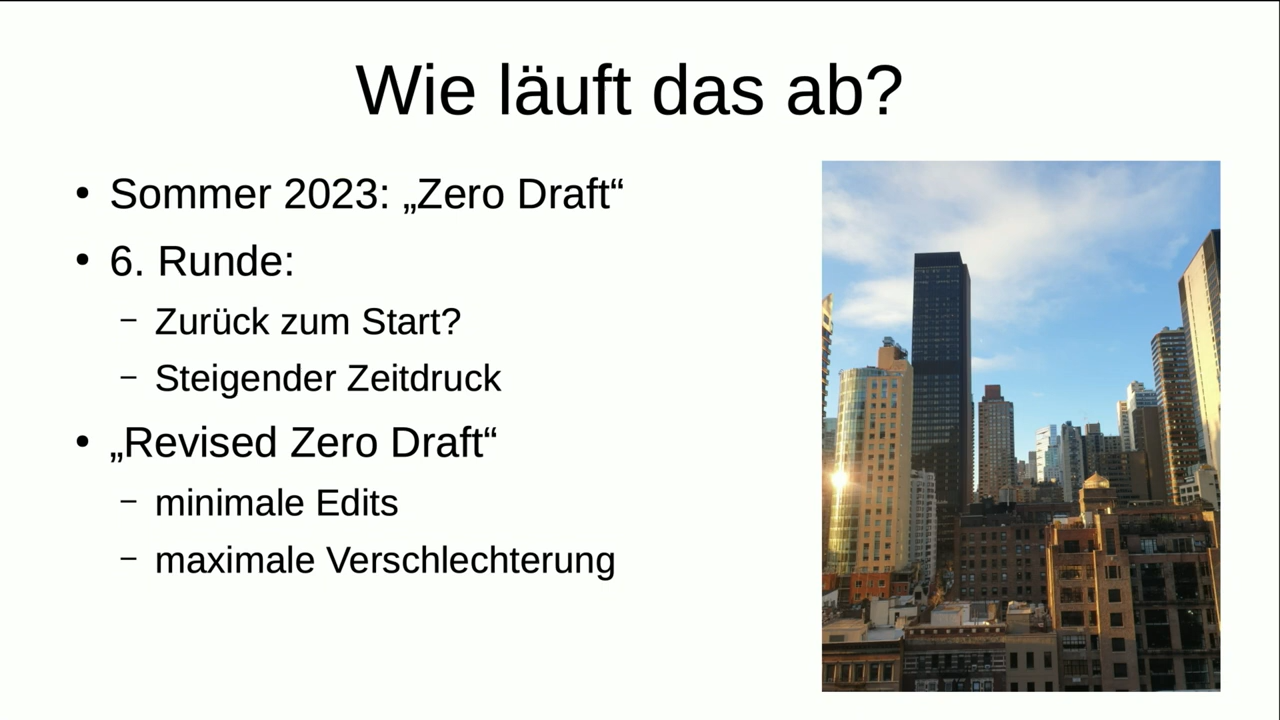 Wie läuft das ab?
• Sommer 2023: „Zero Draft“
• 6. Runde:
– Zurück zum Start?
– Steigender Zeitdruck
• „Revised Zero Draft“
– minimale Edits
– maximale Verschlechterung